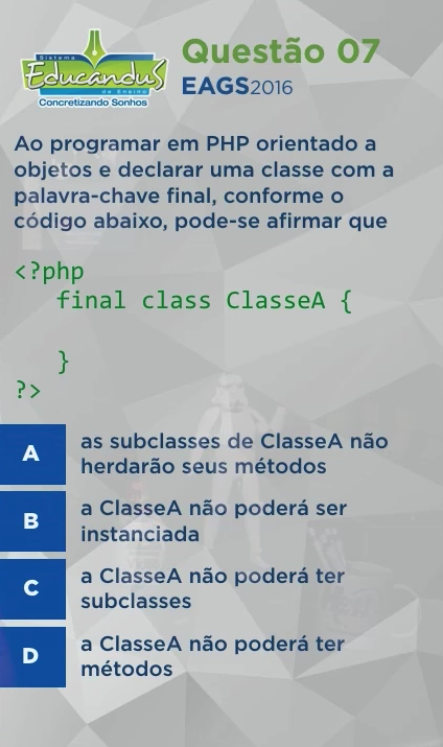 Sistema
EducanduS
de Ensino
Concretizando Sonhos
Questão 07
EAGS2016
Ao programar em PHP orientado a
objetos e declarar uma classe com a
palavra-chave final, conforme o
código abaixo, pode-se afirmar que
<?php
final class ClasseA {
}
?>
A
as subclasses de ClasseA não
herdarão seus métodos
B
a ClasseA não poderá ser
instanciada
C
a ClasseA não poderá ter
subclasses
D
a ClasseA não poderá ter
métodos